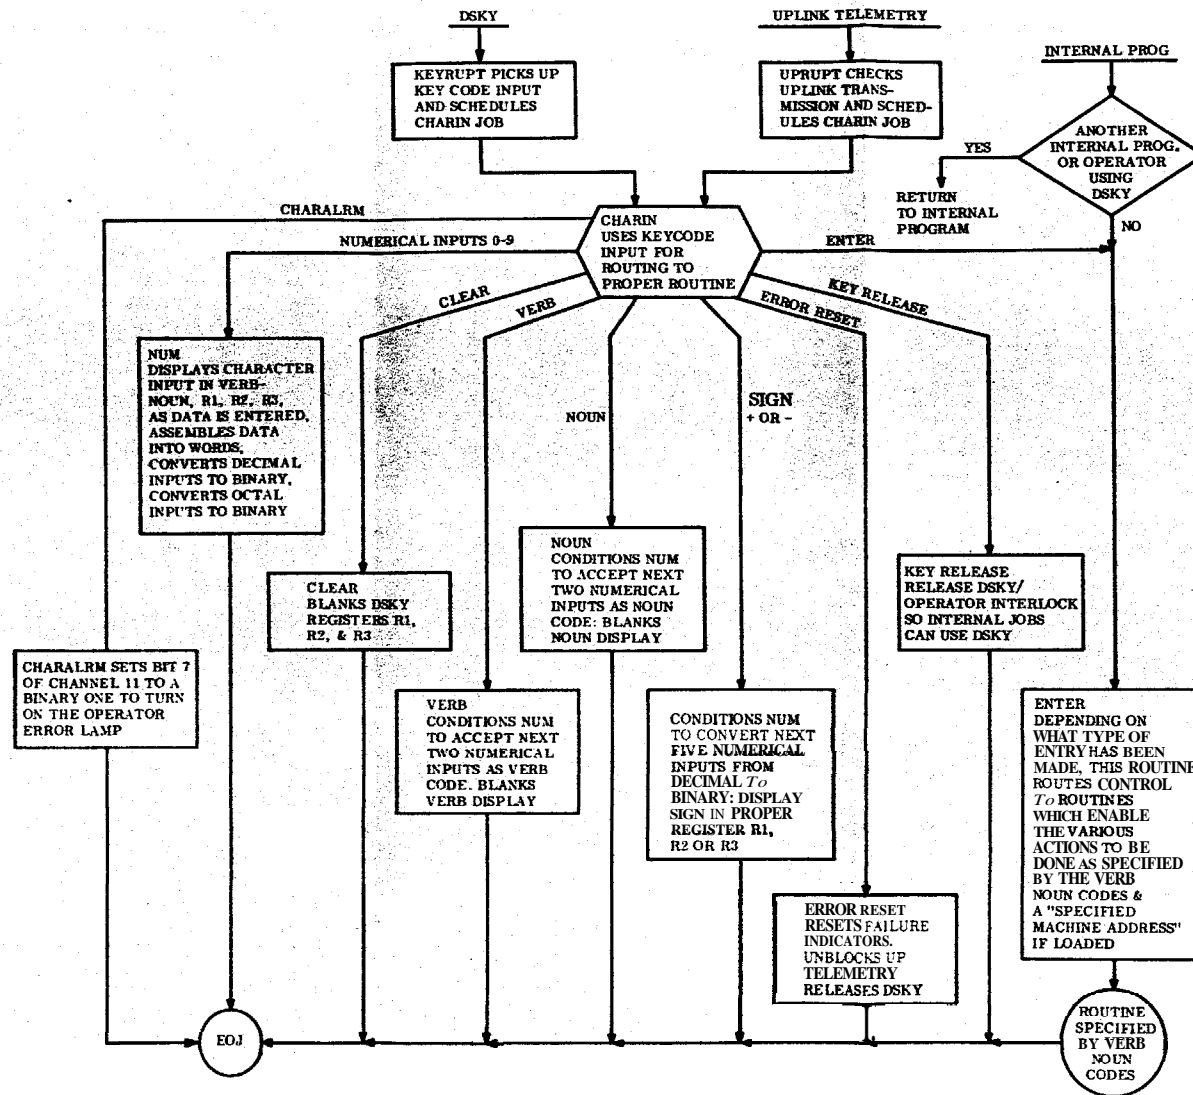 DSKY
UPLINK TELEMETRY
INTERNAL PROG
KEYRUPT PICKS UP
KEY CODE INPUT
AND SCHEDULES
CHARIN JOB
UPRUPT CHECKS
UPLINK TRANS-
MISSION AND SCHED-
ULES CHARIN JOB
ANOTHER
INTERNAL PROG.
OR OPERATOR
USING
DSKY
YES
RETURN
TO INTERNAL
PROGRAM
NO
CHARALRM
NUMERICAL INPUTS 0-9
CLEAR
VERB
CHARIN
USES KEYCODE
INPUT FOR
ROUTING TO
PROPER ROUTINE
ENTER
KEY RELEASE
ERROR RESET
NOUN
SIGN
+ OR -
NUM
DISPLAYS CHARACTER
INPUT IN VERB-
NOUN, R1, R2, R3,
AS DATA IS ENTERED,
ASSEMBLES DATA
INTO WORDS,
CONVERTS DECIMAL
INPUTS TO BINARY,
CONVERTS OCTAL
INPUTS TO BINARY
CLEAR
BLANKS DSKY
REGISTERS R1,
R2, & R3
NOUN
CONDITIONS NUM
TO ACCEPT NEXT
TWO NUMERICAL
INPUTS AS NOUN
CODE: BLANKS
NOUN DISPLAY
KEY RELEASE
RELEASE DSKY/
OPERATOR INTERLOCK
SO INTERNAL JOBS
CAN USE DSKY
CHARALRM SETS BIT 7
OF CHANNEL 11 TO A
BINARY ONE TO TURN
ON THE OPERATOR
ERROR LAMP
VERB
CONDITIONS NUM
TO ACCEPT NEXT
TWO NUMERICAL
INPUTS AS VERB
CODE. BLANKS
VERB DISPLAY
CONDITIONS NUM
TO CONVERT NEXT
FIVE NUMERICAL
INPUTS FROM
DECIMAL To
BINARY: DISPLAY
SIGN IN PROPER
REGISTER R1,
R2 OR R3
ENTER
DEPENDING ON
WHAT TYPE OF
ENTRY HAS BEEN
MADE, THIS ROUTINE
ROUTES CONTROL
To ROUTINES
WHICH ENABLE
THE VARIOUS
ACTIONS TO BE
DONE AS SPECIFIED
BY THE VERB
NOUN CODES &
A "SPECIFIED
MACHINE ADDRESS"
IF LOADED
ERROR RESET
RESETS FAILURE
INDICATORS.
UNBLOCKS UP
TELEMETRY
RELEASES DSKY
EOJ
ROUTINE
SPECIFIED
BY VERB
NOUN
CODES